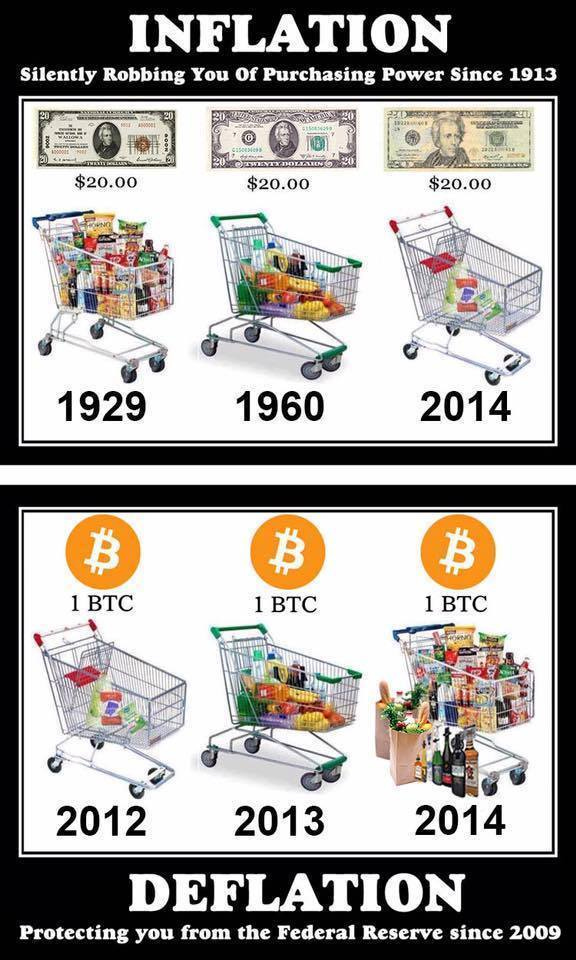 INFLATION
Silently Robbing You Of Purchasing Power Since 1913
$20.00
$20.00
$20.00
1929
1960
2014
1 BTC
1 BTC
1 BTC
2012
2013
2014
DEFLATION
Protecting you from the Federal Reserve since 2009